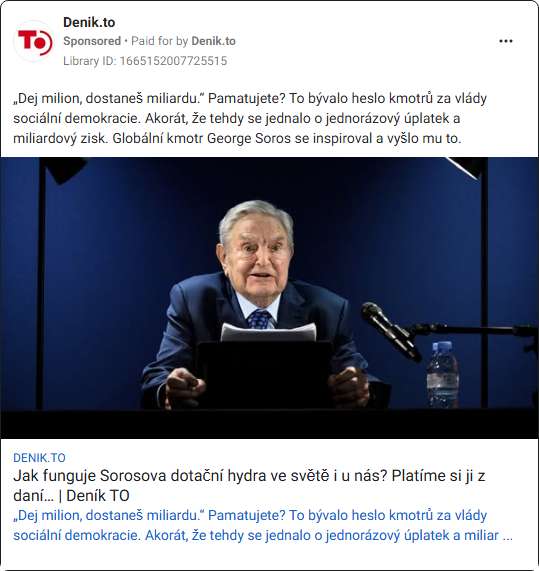 Denik.to
Sponsored • Paid for by Denik.to
Library ID: 1665152007725515
TO
„Dej milion, dostaneš miliardu.“ Pamatujete? To bývalo heslo kmotrů za vlády
sociální demokracie. Akorát, že tehdy se jednalo o jednorázový úplatek a
miliardový zisk. Globální kmotr George Soros se inspiroval a vyšlo mu to.
DENIK.TO
Jak funguje Sorosova dotační hydra ve světě i u nás? Platíme si ji z
daní... | Deník TO
„Dej milion, dostaneš miliardu.“ Pamatujete? To bývalo heslo kmotrů za vlády
sociální demokracie. Akorát, že tehdy se jednalo o jednorázový úplatek a miliar ...